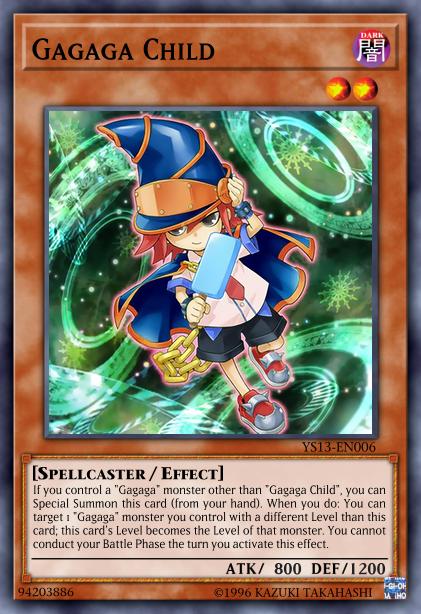 Gagaga Child
DARK
闇
YS13-EN006
[Spellcaster / Effect]
If you control a "Gagaga" monster other than "Gagaga Child", you can
Special Summon this card (from your hand). When you do: You can
target 1 "Gagaga" monster you control with a different Level than this
card; this card's Level becomes the Level of that monster. You cannot
conduct your Battle Phase the turn you activate this effect.
ATK/ 800 DEF/1200
94203886
©1996 KAZUKI TAKAHASHI